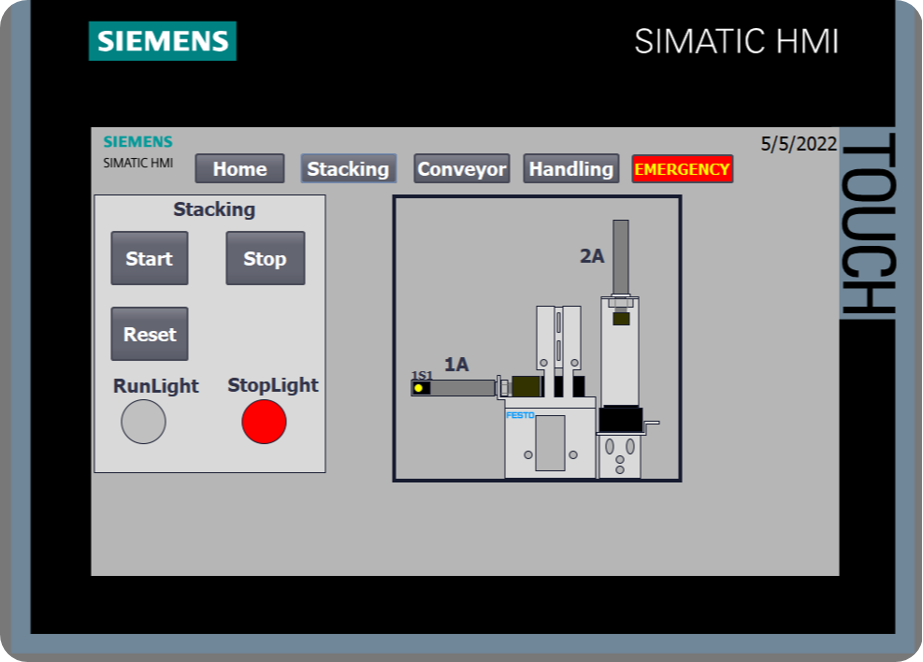 SIEMENS
SIMATIC HMI
SIEMENS
SIMATIC HMI
5/5/2022
Home
Stacking
Conveyor
Handling
EMERGENCY
TOUCH
Stacking
Start
Stop
Reset
RunLight
StopLight
2A
1A
1S1
FESTO